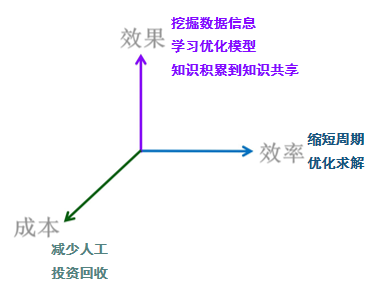 效果
挖掘数据信息
学习优化模型
知识积累到知识共享
效率
缩短周期
优化求解
成本
减少人工
投资回收